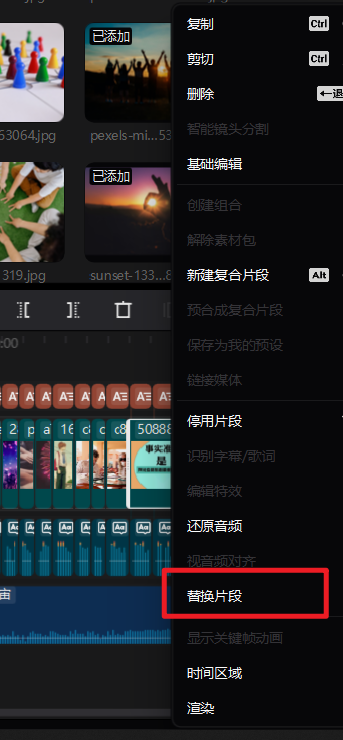 已添加
53064.jpg
pexels-mi...53
已添加
319.jpg
sunset-133...8
:00
2
p
a
16
c8
c
c8
50888
事实准
是
宙
复制 Ctrl
剪切 Ctrl
删除
智能镜头分割
基础编辑
创建组合
解除素材包
新建复合片段 Alt
预合成复合片段
保存为我的预设
链接媒体
停用片段
识别字幕/歌词
编辑特效
还原音频
视音频对齐
替换片段
显示关键帧动画
时间区域
渲染